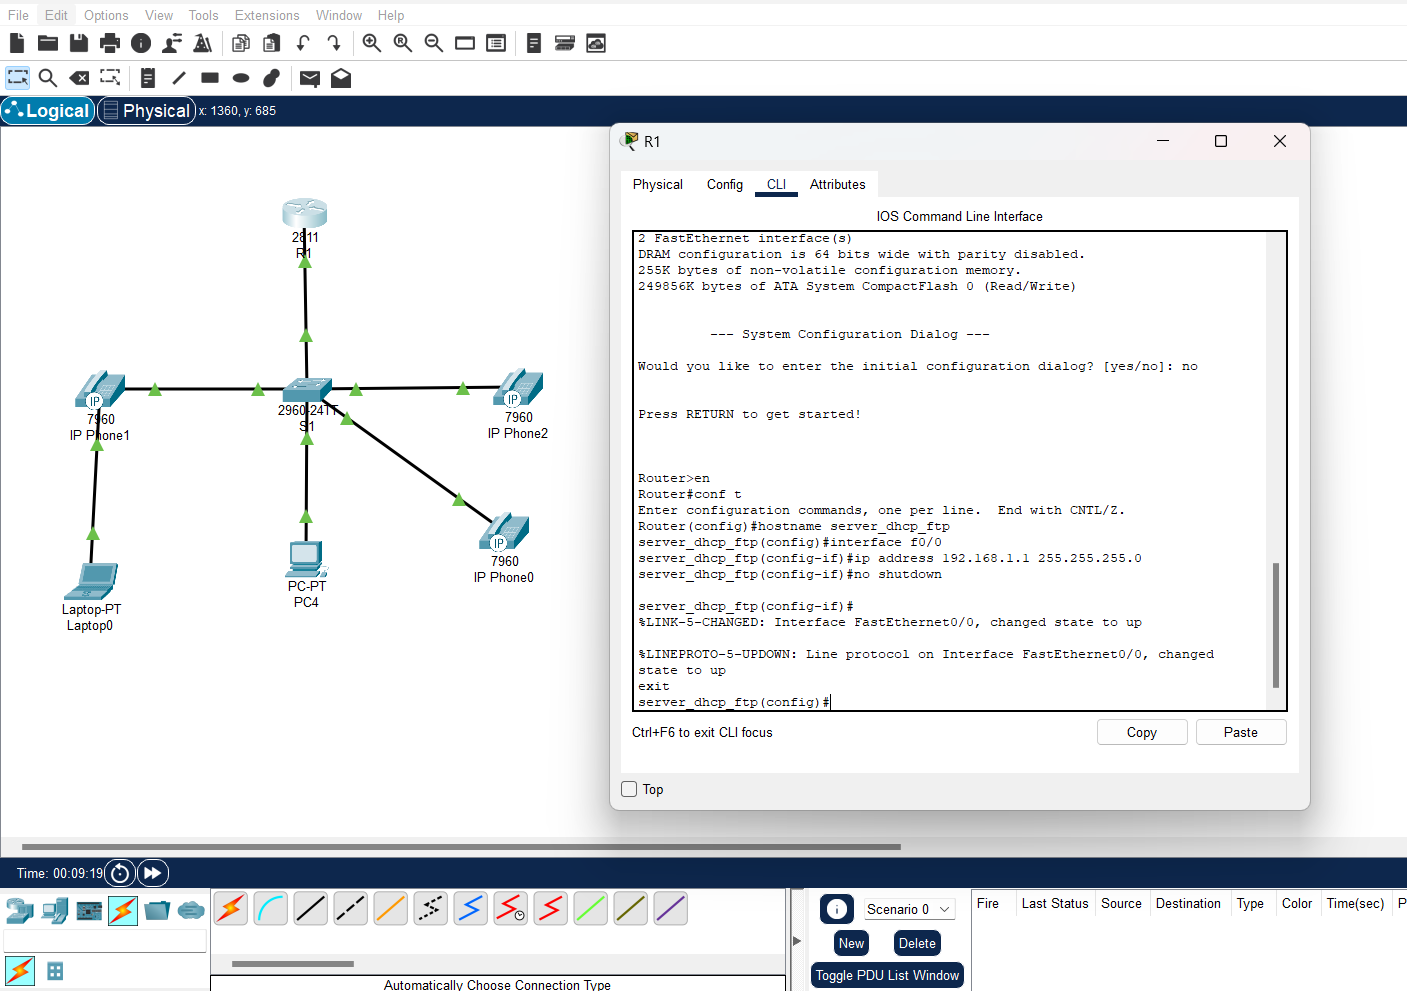 File Edit Options View Tools Extensions Window Help
Logical Physical x: 1360, y: 685
R1
Physical Config CLI Attributes
IOS Command Line Interface
2 FastEthernet interface(s)
DRAM configuration is 64 bits wide with parity disabled.
255K bytes of non-volatile configuration memory.
249856K bytes of ATA System CompactFlash 0 (Read/Write)
--- System Configuration Dialog ---
Would you like to enter the initial configuration dialog? [yes/no]: no
Press RETURN to get started!
Router>en
Router#conf t
Enter configuration commands, one per line.  End with CNTL/Z.
Router(config)#hostname server_dhcp_ftp
server_dhcp_ftp(config)#interface f0/0
server_dhcp_ftp(config-if)#ip address 192.168.1.1 255.255.255.0
server_dhcp_ftp(config-if)#no shutdown
server_dhcp_ftp(config-if)#
%LINK-5-CHANGED: Interface FastEthernet0/0, changed state to up
%LINEPROTO-5-UPDOWN: Line protocol on Interface FastEthernet0/0, changed
state to up
exit
server_dhcp_ftp(config)#
Ctrl+F6 to exit CLI focus
Copy Paste
Top
2811
R1
IP
7960
IP Phone1
2960-24TT
S1
IP
7960
IP Phone2
IP
7960
IP Phone0
PC-PT
PC4
Laptop-PT
Laptop0
Time: 00:09:19
Automatically Choose Connection Type
Scenario 0
New Delete
Toggle PDU List Window
Fire Last Status Source Destination Type Color Time(sec) P